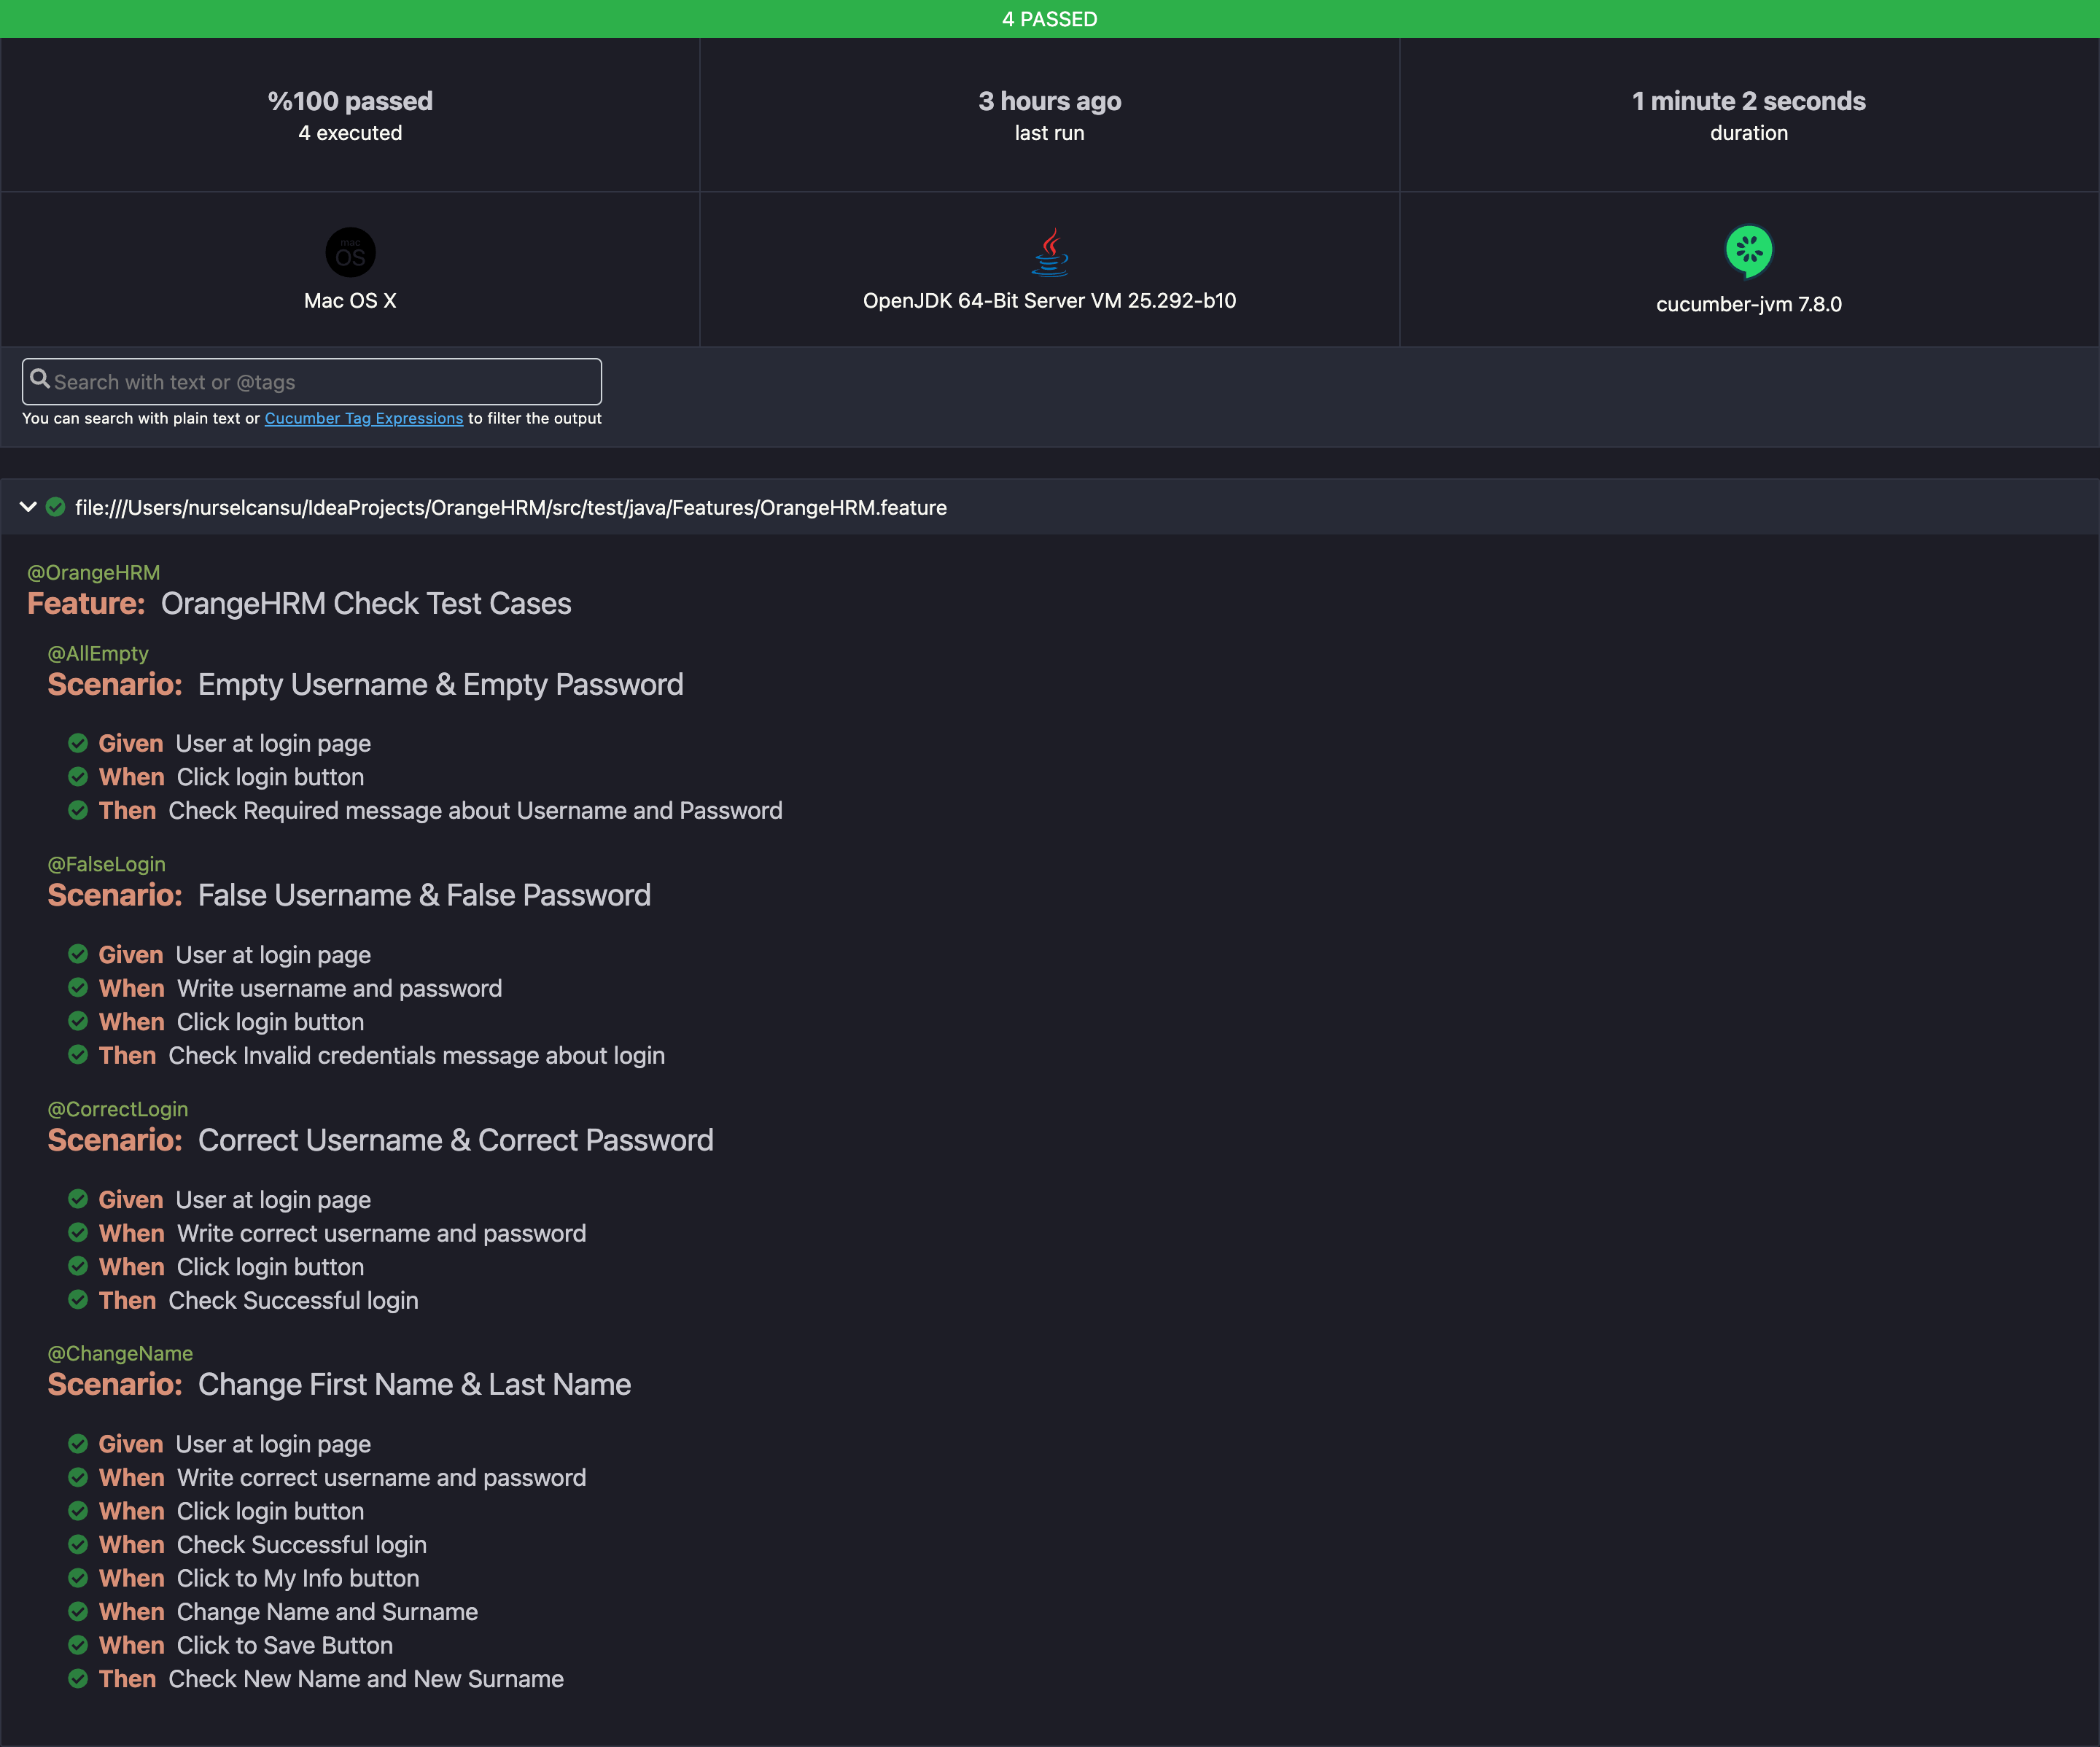 4 PASSED
%100 passed
4 executed
3 hours ago
last run
1 minute 2 seconds
duration
mac
OS
Mac OS X
OpenJDK 64-Bit Server VM 25.292-b10
cucumber-jvm 7.8.0
Search with text or @tags
You can search with plain text or Cucumber Tag Expressions to filter the output
file:///Users/nurselcansu/IdeaProjects/OrangeHRM/src/test/java/Features/OrangeHRM.feature
@OrangeHRM
Feature: OrangeHRM Check Test Cases
@AllEmpty
Scenario: Empty Username & Empty Password
Given User at login page
When Click login button
Then Check Required message about Username and Password
@FalseLogin
Scenario: False Username & False Password
Given User at login page
When Write username and password
When Click login button
Then Check Invalid credentials message about login
@CorrectLogin
Scenario: Correct Username & Correct Password
Given User at login page
When Write correct username and password
When Click login button
Then Check Successful login
@ChangeName
Scenario: Change First Name & Last Name
Given User at login page
When Write correct username and password
When Click login button
When Check Successful login
When Click to My Info button
When Change Name and Surname
When Click to Save Button
Then Check New Name and New Surname